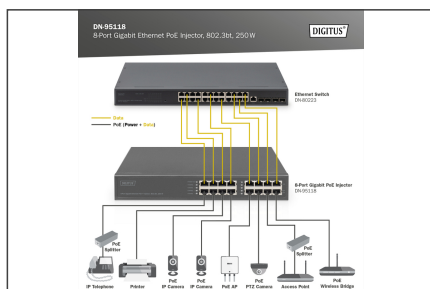 DN-95118
8-Port Gigabit Ethernet PoE Injector, 802.3bt, 250 W
DIGITUS®
Ethernet Switch
DN-80223
Data
PoE (Power + Data)
8-Port Gigabit PoE Injector
DN-95118
PoE
Splitter
PoE
Splitter
IP Telephone
Printer
PoE
IP Camera
PoE
IP Camera
PoE AP
PoE
PTZ Camera
Access Point
PoE
Wireless Bridge